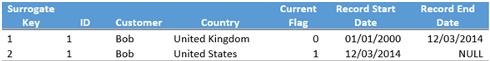 Surrogate Key ID Customer Country Current Flag Record Start Date Record End Date
1 1 Bob United Kingdom 0 01/01/2000 12/03/2014
2 1 Bob United States 1 12/03/2014 NULL